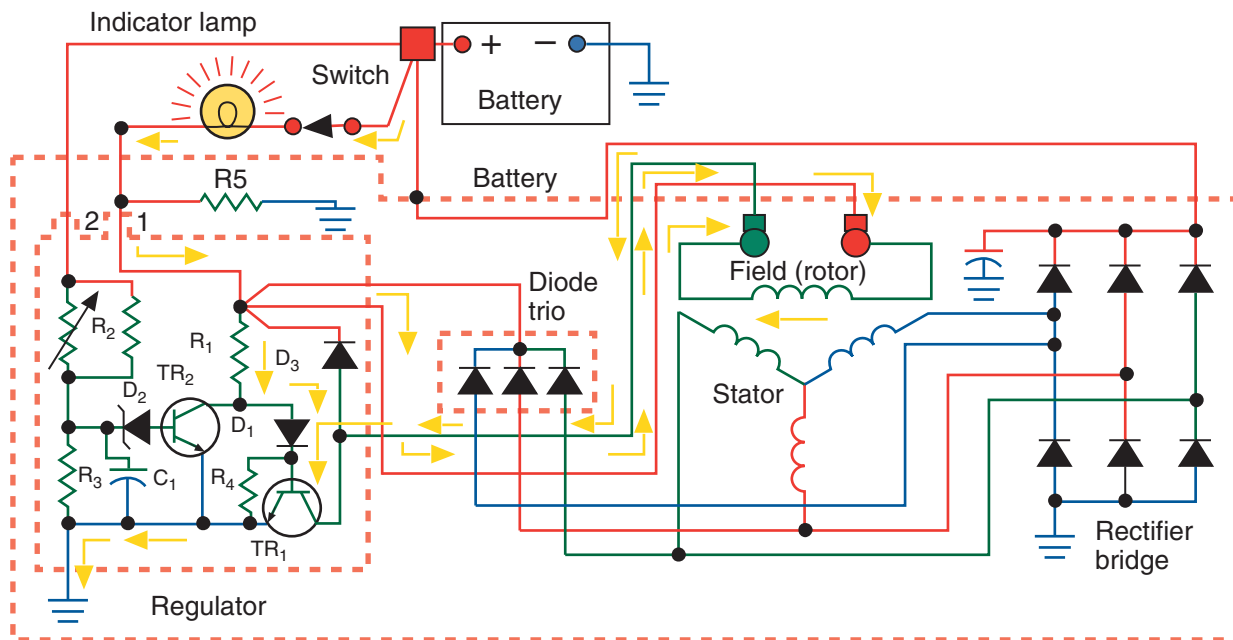 Indicator lamp
Switch
+ −
Battery
R5
Battery
2 1
Diode
trio
Field (rotor)
R2
R1
D3
TR2
D2
D1
Stator
R3
C1
R4
TR1
Rectifier
bridge
Regulator